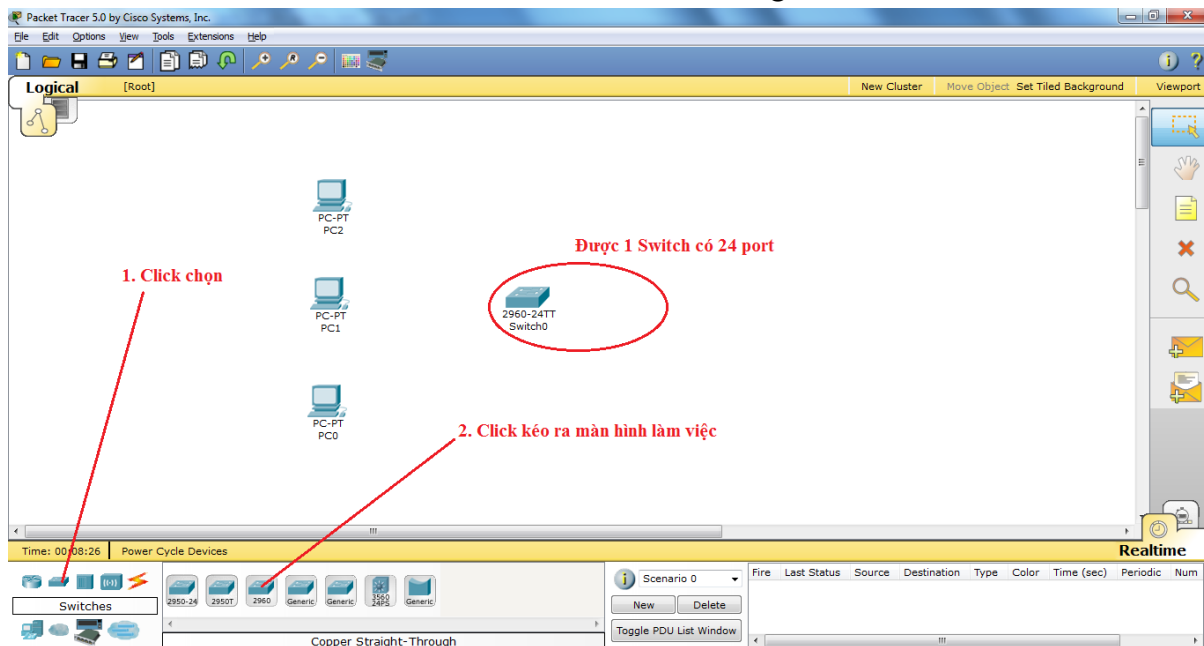 Packet Tracer 5.0 by Cisco Systems, Inc.
File Edit Options View Tools Extensions Help
Logical [Root] New Cluster Move Object Set Tiled Background Viewport
PC-PT
PC2
Được 1 Switch có 24 port
1. Click chọn
PC-PT
PC1
2960-24TT
Switch0
PC-PT
PC0
2. Click kéo ra màn hình làm việc
Time: 00:08:26 Power Cycle Devices
Realtime
Scenario 0
Fire Last Status Source Destination Type Color Time (sec) Periodic Num
Switches
2950-24 2950T 2960 Generic Generic 3560 24PS Generic
New Delete
Toggle PDU List Window
Copper Straight-Through